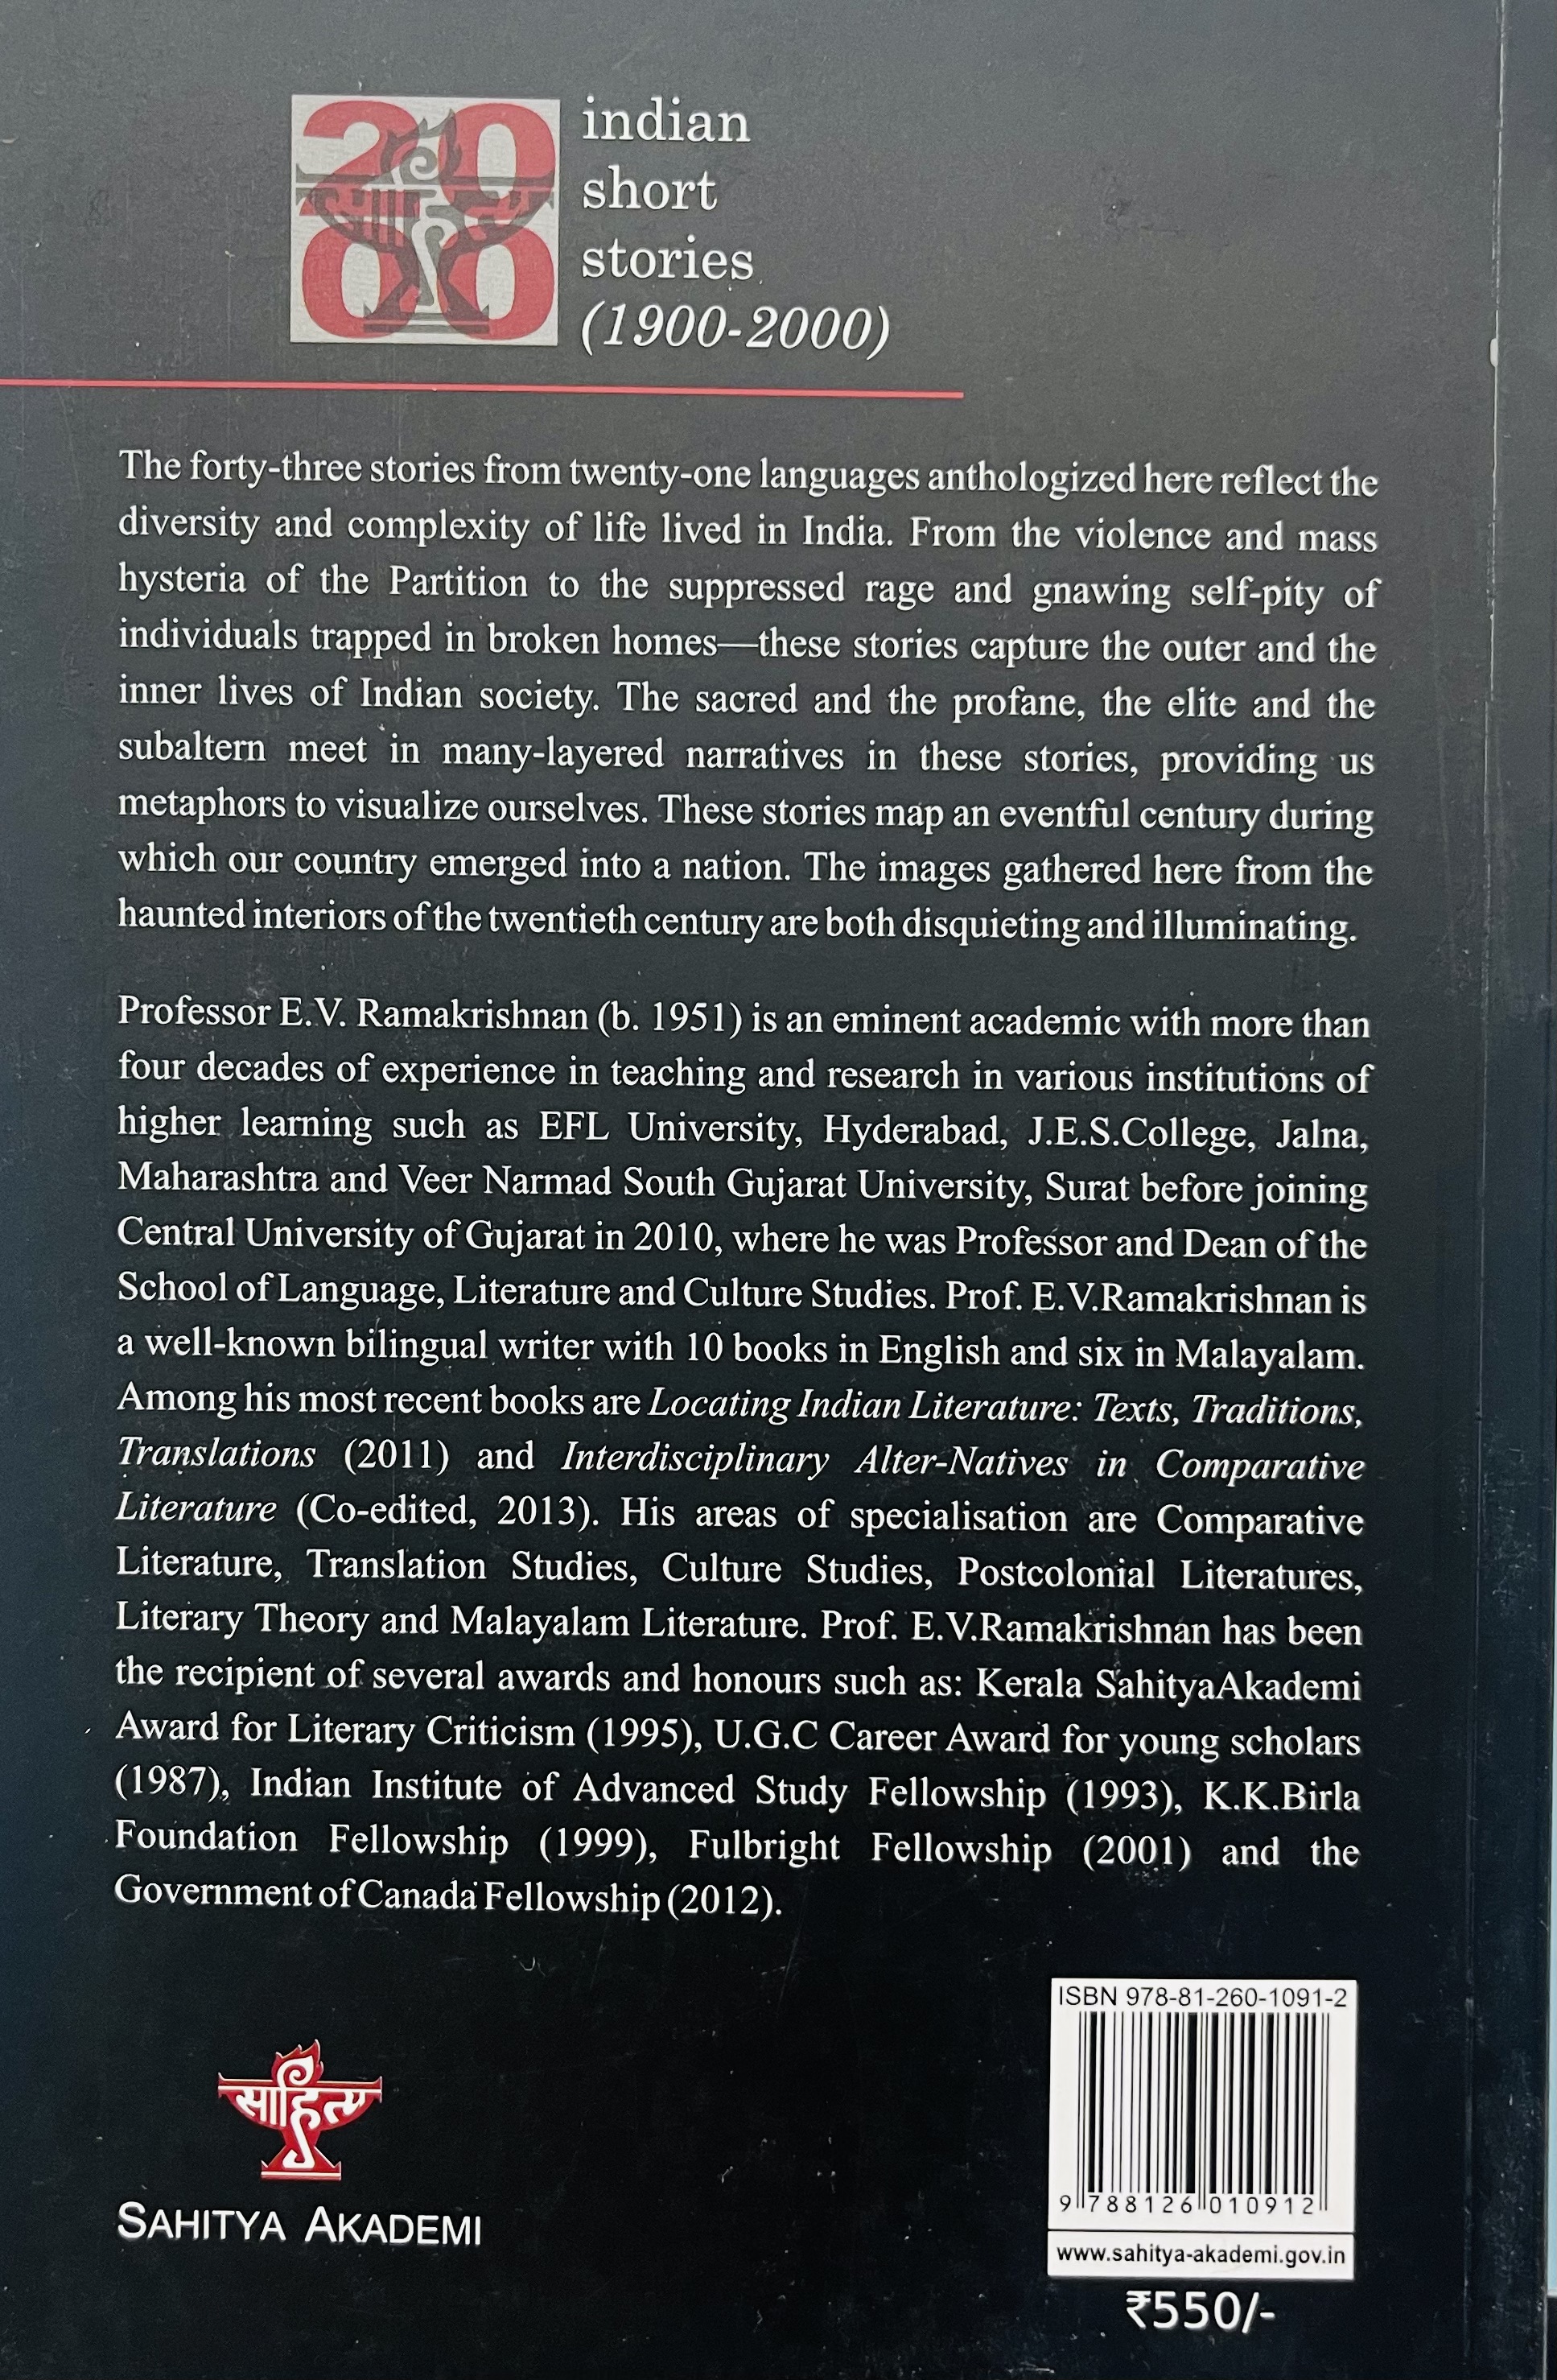 2000
साहित्य
indian
short
stories
(1900-2000)
The forty-three stories from twenty-one languages anthologized here reflect the
diversity and complexity of life lived in India. From the violence and mass
hysteria of the Partition to the suppressed rage and gnawing self-pity of
individuals trapped in broken homes—these stories capture the outer and the
inner lives of Indian society. The sacred and the profane, the elite and the
subaltern meet in many-layered narratives in these stories, providing us
metaphors to visualize ourselves. These stories map an eventful century during
which our country emerged into a nation. The images gathered here from the
haunted interiors of the twentieth century are both disquieting and illuminating.
Professor E.V. Ramakrishnan (b. 1951) is an eminent academic with more than
four decades of experience in teaching and research in various institutions of
higher learning such as EFL University, Hyderabad, J.E.S.College, Jalna,
Maharashtra and Veer Narmad South Gujarat University, Surat before joining
Central University of Gujarat in 2010, where he was Professor and Dean of the
School of Language, Literature and Culture Studies. Prof. E.V.Ramakrishnan is
a well-known bilingual writer with 10 books in English and six in Malayalam.
Among his most recent books are Locating Indian Literature: Texts, Traditions,
Translations (2011) and Interdisciplinary Alter-Natives in Comparative
Literature (Co-edited, 2013). His areas of specialisation are Comparative
Literature, Translation Studies, Culture Studies, Postcolonial Literatures,
Literary Theory and Malayalam Literature. Prof. E.V.Ramakrishnan has been
the recipient of several awards and honours such as: Kerala SahityaAkademi
Award for Literary Criticism (1995), U.G.C Career Award for young scholars
(1987), Indian Institute of Advanced Study Fellowship (1993), K.K.Birla
Foundation Fellowship (1999), Fulbright Fellowship (2001) and the
Government of Canada Fellowship (2012).
साहित्य
SAHITYA AKADEMI
ISBN 978-81-260-1091-2
9 788126 010912
www.sahitya-akademi.gov.in
₹550/-